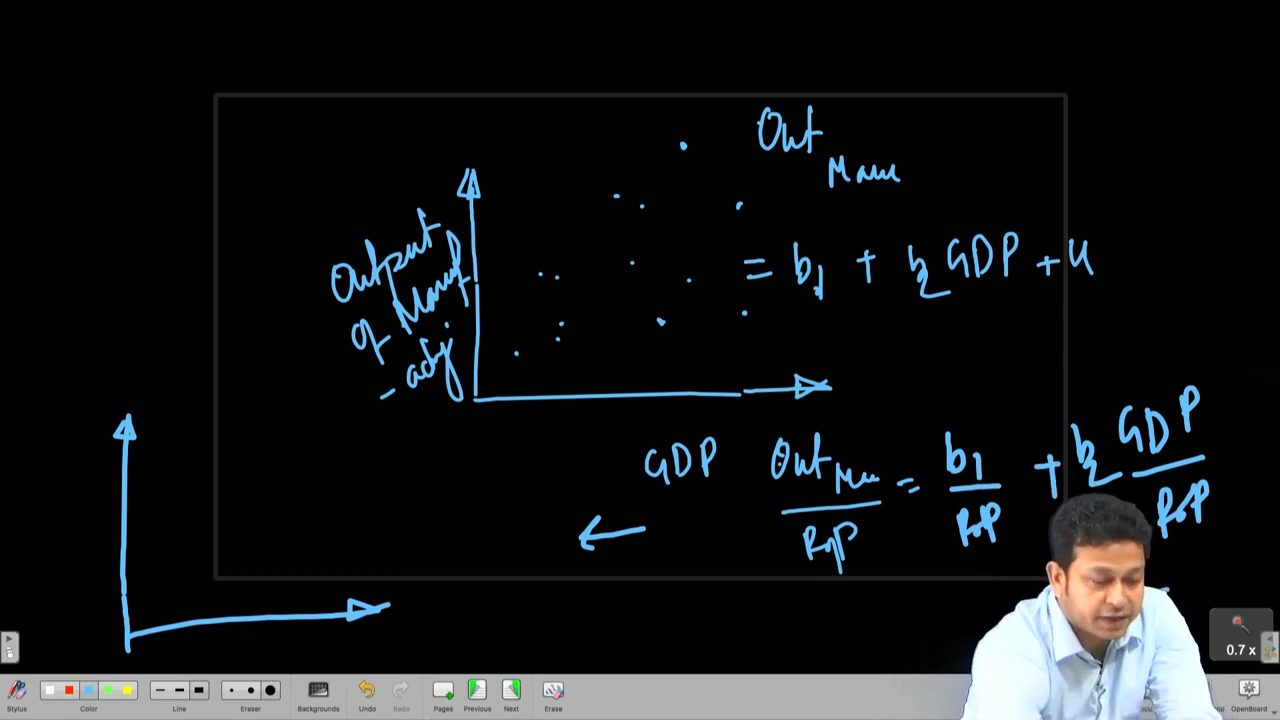 Out
Manu
Output
of Manuf
- adj
= b1 + b2 GDP + u
GDP
Out Manu / PoP = b1 / PoP + b2 GDP / PoP
0.7 x
Stylus
Color
Line
Eraser
Backgrounds
Undo
Redo
Pages
Previous
Next
Erase
OpenBoard